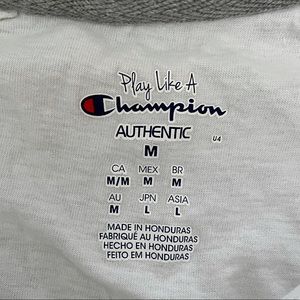 Play Like A
Champion
AUTHENTIC
U4
M
CA MEX BR
M/M M M
AU JPN ASIA
M L L
MADE IN HONDURAS
FABRIQUÉ AU HONDURAS
HECHO EN HONDURAS
FEITO EM HONDURAS